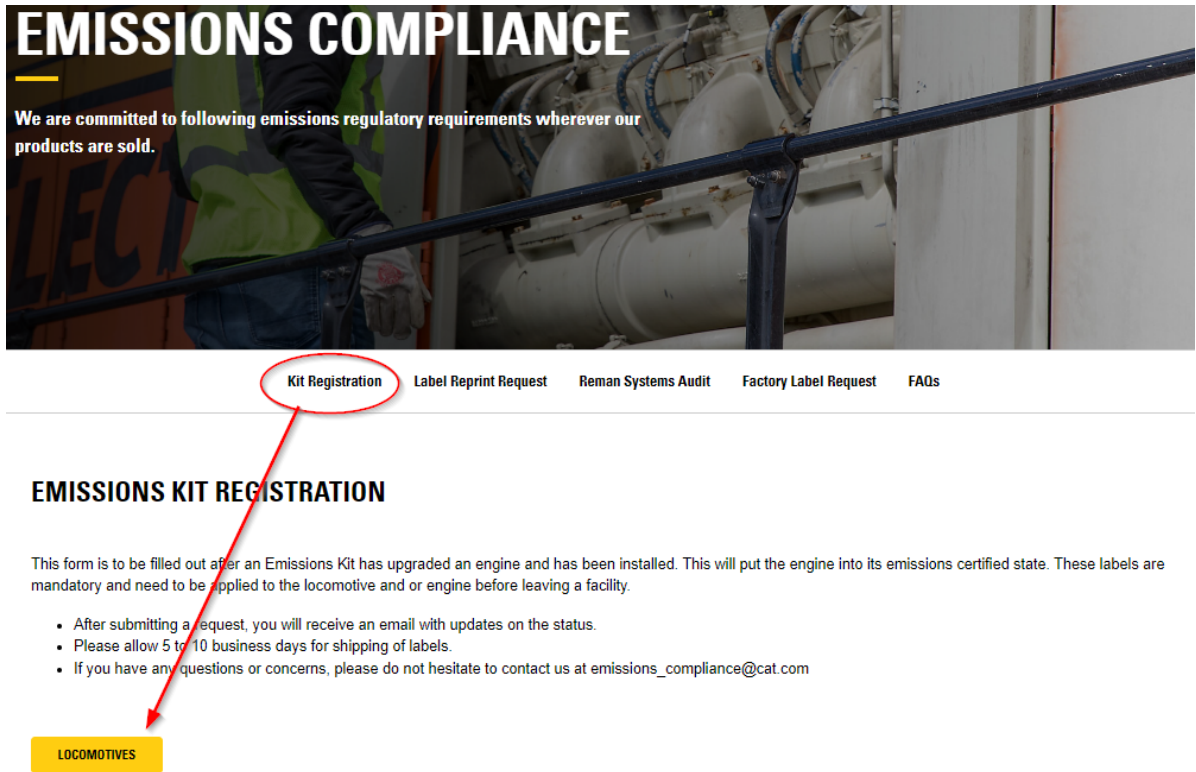 EMISSIONS COMPLIANCE
We are committed to following emissions regulatory requirements wherever our
products are sold.
ELECT
Kit Registration Label Reprint Request Reman Systems Audit Factory Label Request FAQs
EMISSIONS KIT REGISTRATION
This form is to be filled out after an Emissions Kit has upgraded an engine and has been installed. This will put the engine into its emissions certified state. These labels are
mandatory and need to be applied to the locomotive and or engine before leaving a facility.
• After submitting a request, you will receive an email with updates on the status.
• Please allow 5 to 10 business days for shipping of labels.
• If you have any questions or concerns, please do not hesitate to contact us at emissions_compliance@cat.com
LOCOMOTIVES